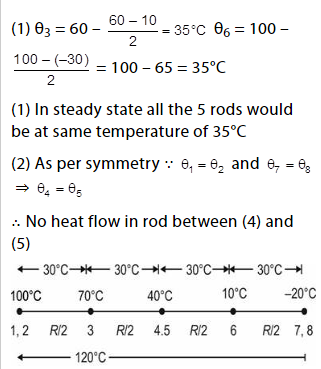 (1) θ₃ = 60 – (60 – 10)/2 = 35°C θ₆ = 100 –
(100 – (–30))/2 = 100 – 65 = 35°C
(1) In steady state all the 5 rods would
be at same temperature of 35°C
(2) As per symmetry ∵ θ₁ = θ₂ and θ₇ = θ₈
⇒ θ₄ = θ₅
∴ No heat flow in rod between (4) and
(5)
30°C 30°C 30°C 30°C
100°C 70°C 40°C 10°C –20°C
1, 2 R/2 3 R/2 4.5 R/2 6 R/2 7, 8
120°C